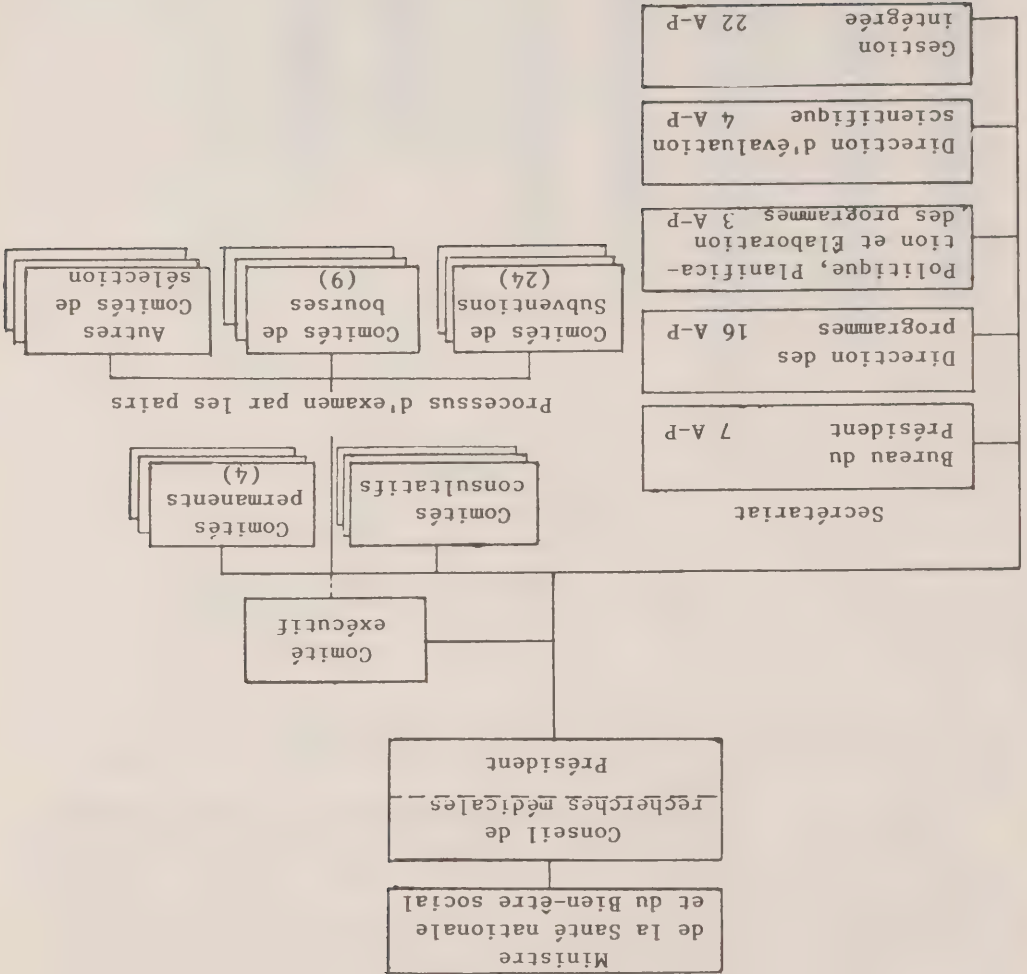 Ministre
de la Santé nationale
et du Bien-être social
Conseil de
recherches médicales
Président
Comité
exécutif
Secrétariat
Bureau du
Président 7 A-P
Direction des
programmes 16 A-P
Politique, Planifica-
tion et Élaboration
des programmes 3 A-P
Direction d'évaluation
scientifique 4 A-P
Gestion
intégrée 22 A-P
Comités
consultatifs
Comités
permanents
(4)
Processus d'examen par les pairs
Comités de
Subventions
(24)
Comités de
bourses
(9)
Autres
Comités de
sélection